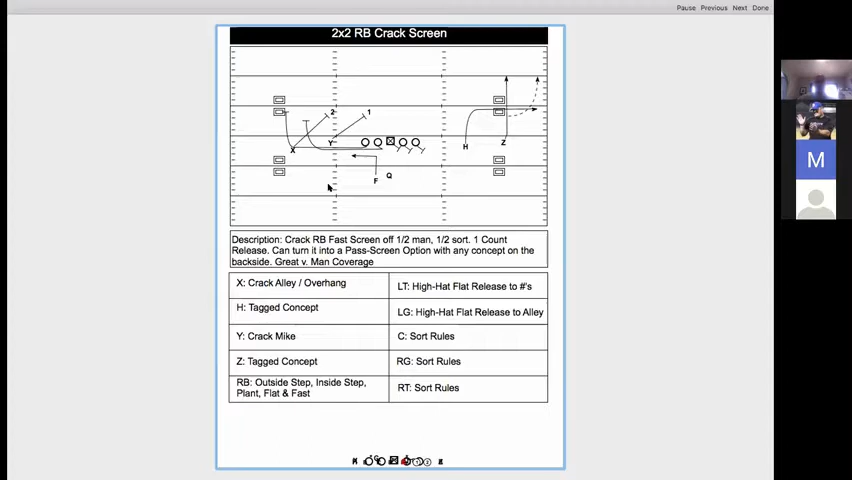 Pause Previous Next Done
2x2 RB Crack Screen
2 1
Y
X
H Z
F Q
Description: Crack RB Fast Screen off 1/2 man, 1/2 sort. 1 Count
Release. Can turn it into a Pass-Screen Option with any concept on the
backside. Great v. Man Coverage
X: Crack Alley / Overhang
LT: High-Hat Flat Release to #'s
H: Tagged Concept
LG: High-Hat Flat Release to Alley
Y: Crack Mike
C: Sort Rules
Z: Tagged Concept
RG: Sort Rules
RB: Outside Step, Inside Step,
Plant, Flat & Fast
RT: Sort Rules
M